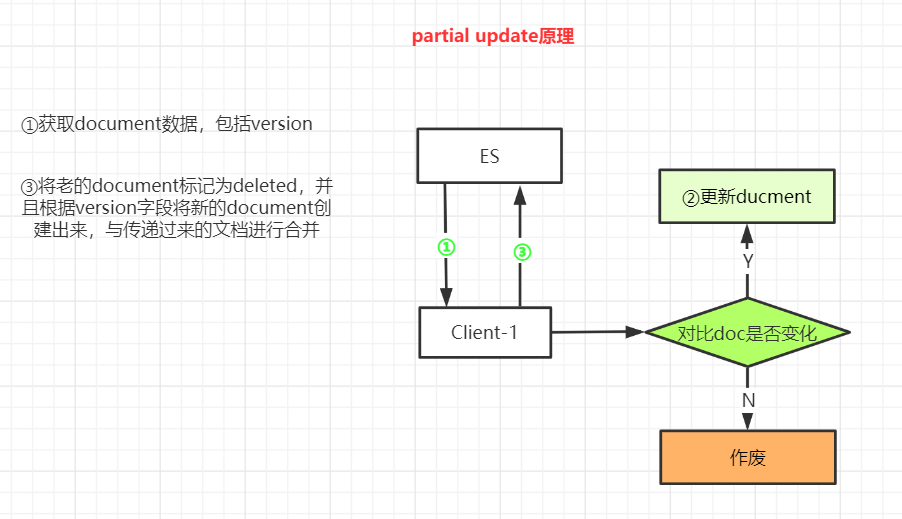 partial update原理
①获取document数据，包括version
③将老的document标记为deleted，并
且根据version字段将新的document创
建出来，与传递过来的文档进行合并
ES
②更新ducment
①
③
Y
Client-1
对比doc是否变化
N
作废